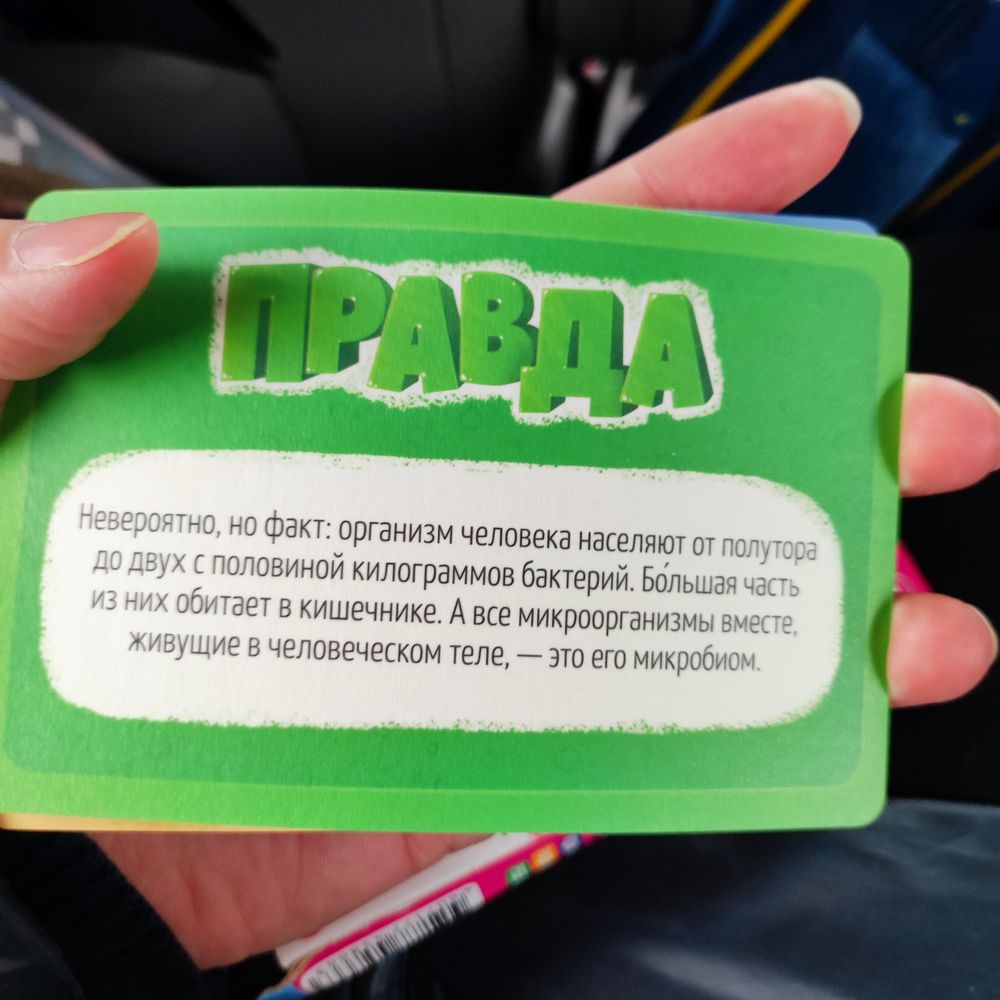 ПРАВДА
Невероятно, но факт: организм человека населяют от полутора
до двух с половиной килограммов бактерий. Бо́льшая часть
из них обитает в кишечнике. А все микроорганизмы вместе,
живущие в человеческом теле, — это его микробиом.